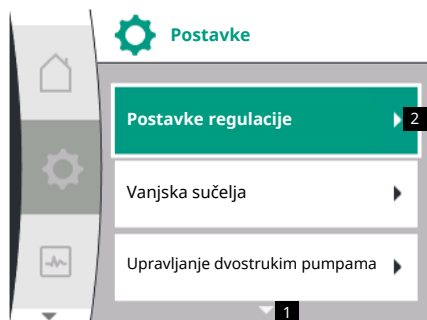 Postavke
Postavke regulacije
2
Vanjska sučelja
Upravljanje dvostrukim pumpama
1